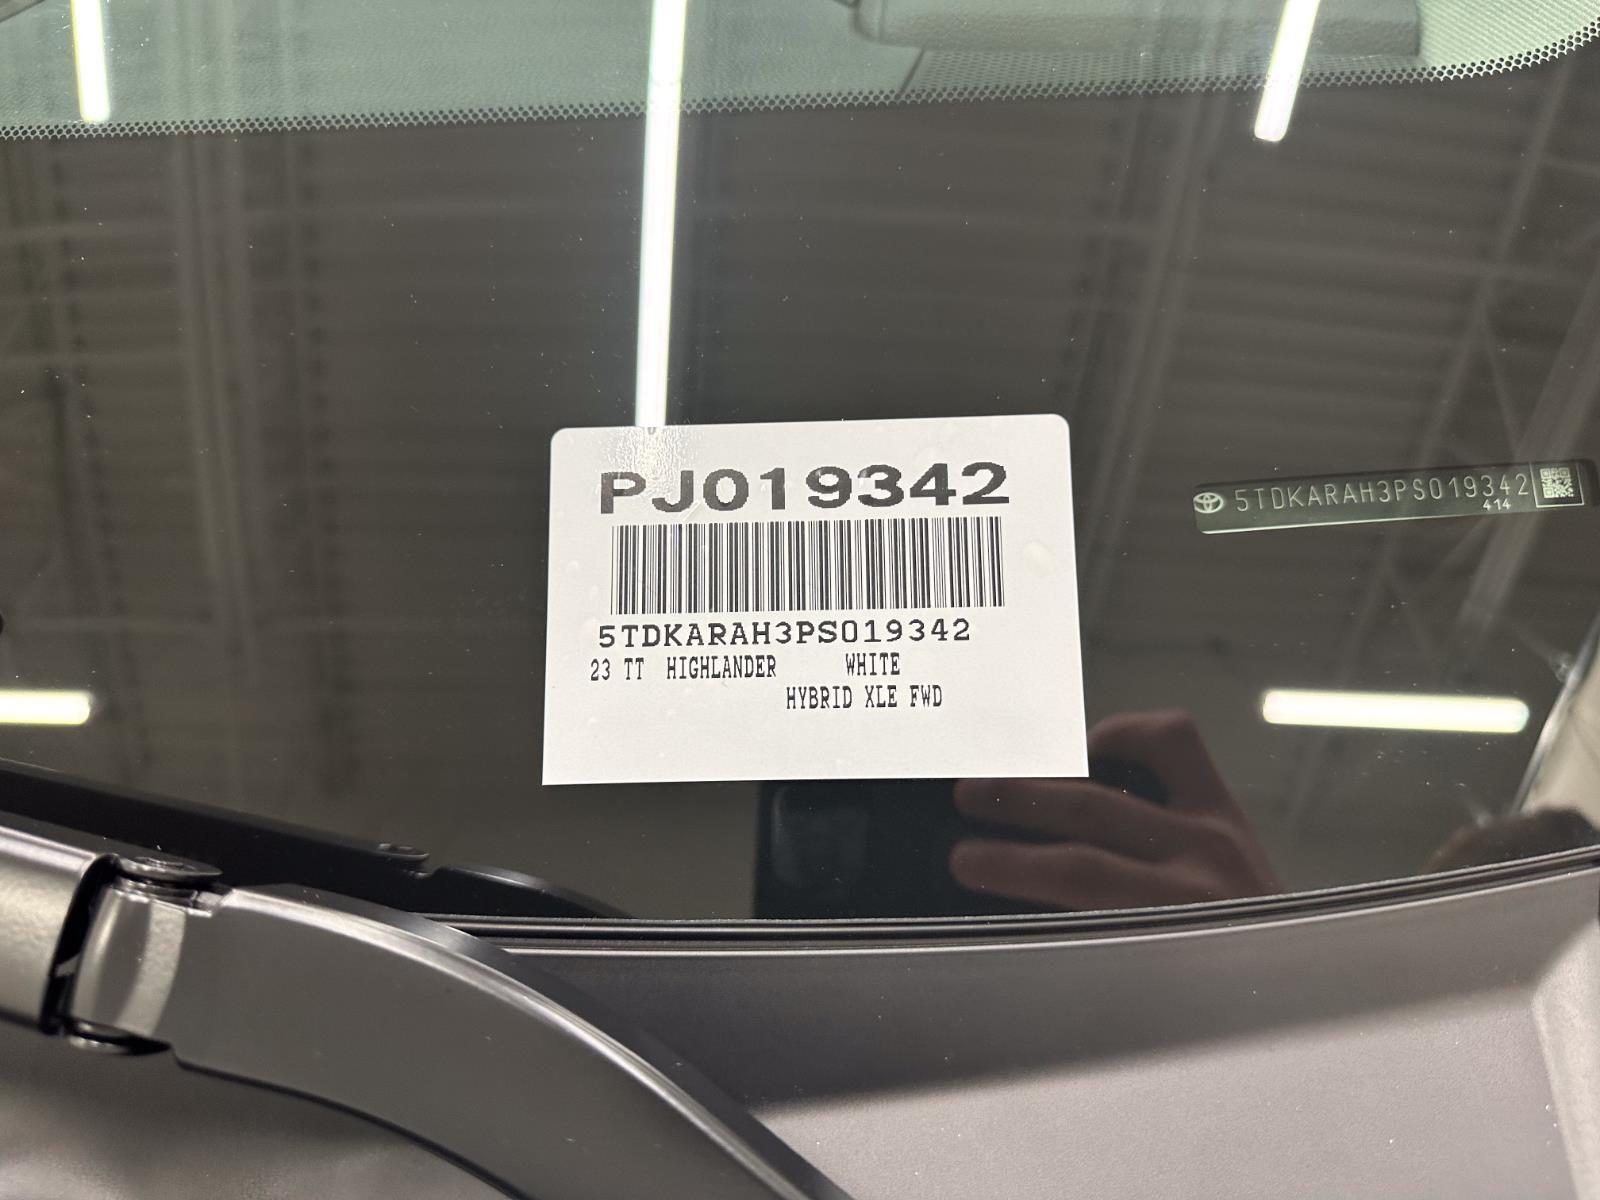 PJ019342
5TDKARAH3PS019342
23 TT HIGHLANDER WHITE
HYBRID XLE FWD
5TDKARAH3PS019342
414